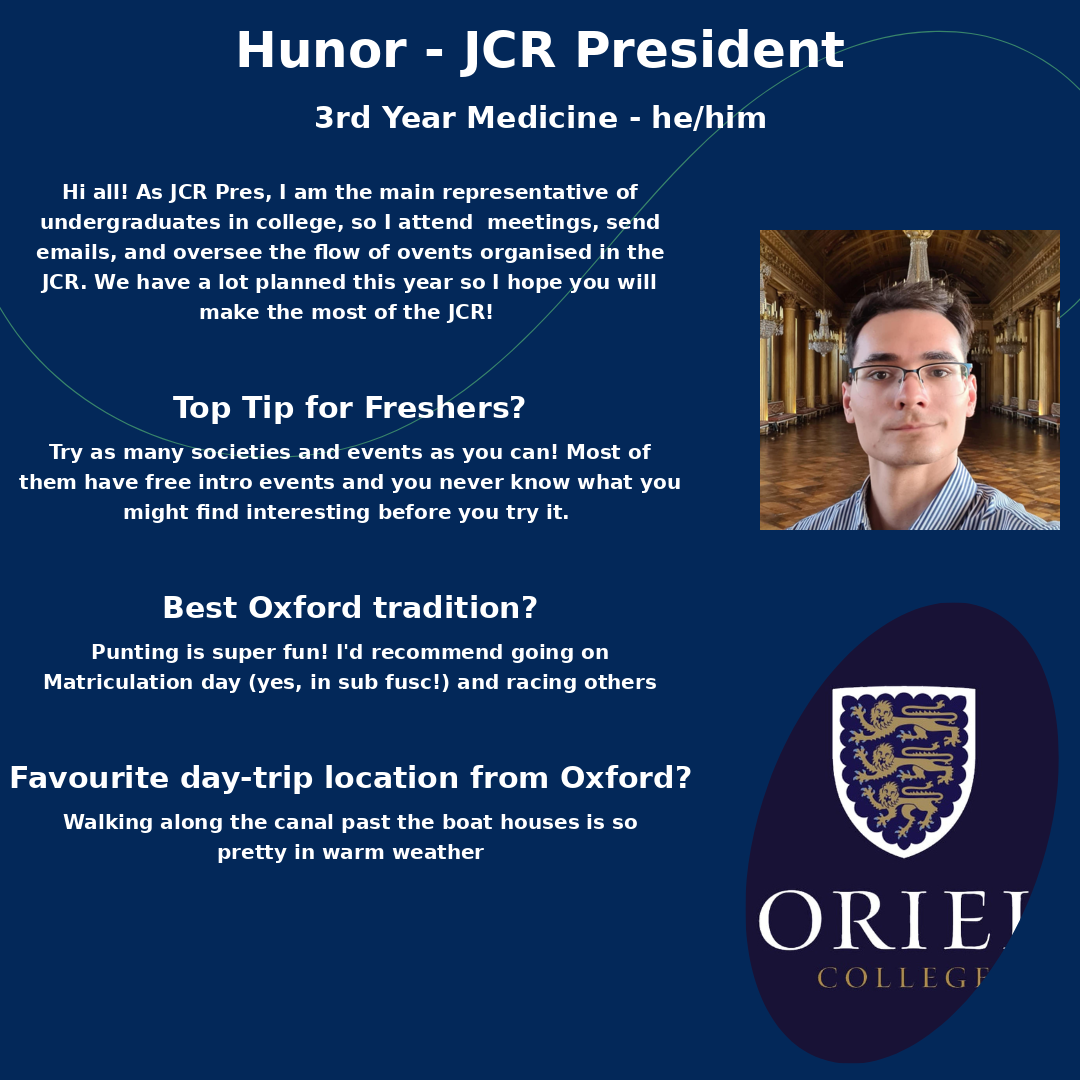 Hunor - JCR President
3rd Year Medicine - he/him
Hi all! As JCR Pres, I am the main representative of
undergraduates in college, so I attend  meetings, send
emails, and oversee the flow of ovents organised in the
JCR. We have a lot planned this year so I hope you will
make the most of the JCR!
Top Tip for Freshers?
Try as many societies and events as you can! Most of
them have free intro events and you never know what you
might find interesting before you try it.
Best Oxford tradition?
Punting is super fun! I'd recommend going on
Matriculation day (yes, in sub fusc!) and racing others
Favourite day-trip location from Oxford?
Walking along the canal past the boat houses is so
pretty in warm weather
ORIEL
COLLEGE